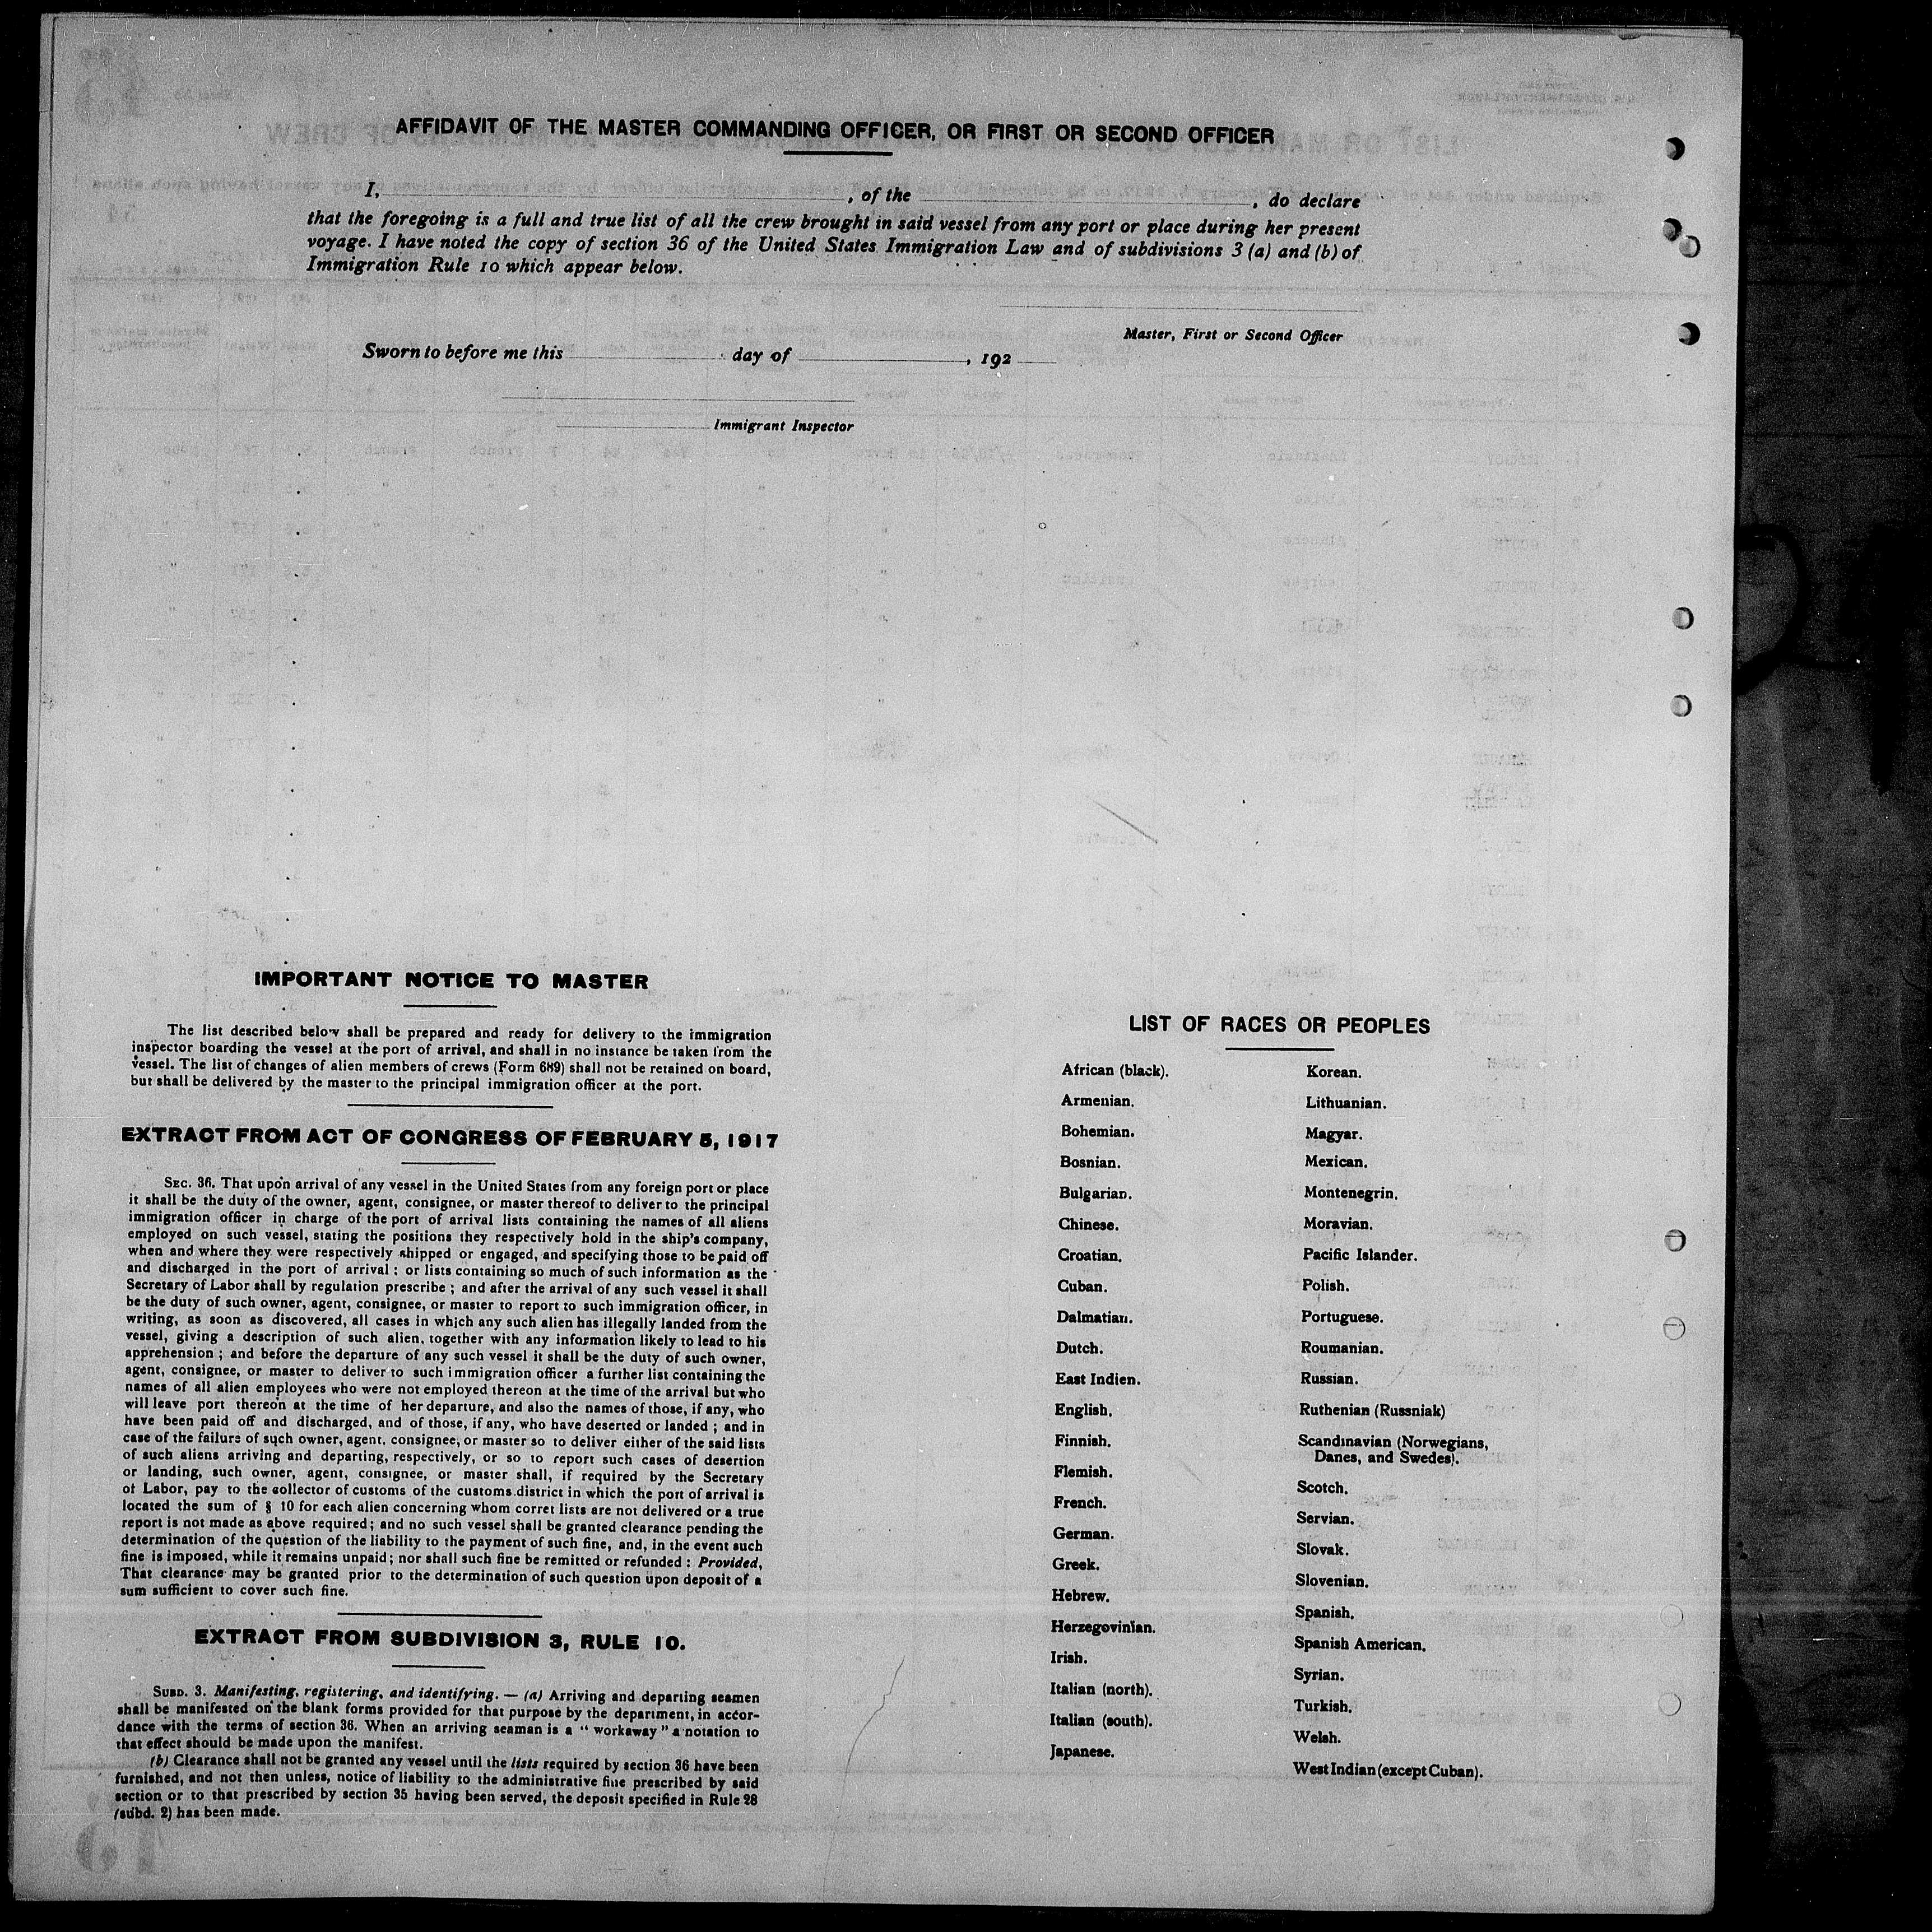 AFFIDAVIT OF THE MASTER COMMANDING OFFICER, OR FIRST OR SECOND OFFICER
I, , of the , do declare
that the foregoing is a full and true list of all the crew brought in said vessel from any port or place during her present
voyage. I have noted the copy of section 36 of the United States Immigration Law and of subdivisions 3 (a) and (b) of
Immigration Rule 10 which appear below.
Master, First or Second Officer
Sworn to before me this day of , 192
Immigrant Inspector
IMPORTANT NOTICE TO MASTER
The list described below shall be prepared and ready for delivery to the immigration
inspector boarding the vessel at the port of arrival, and shall in no instance be taken from the
vessel. The list of changes of alien members of crews (Form 689) shall not be retained on board,
but shall be delivered by the master to the principal immigration officer at the port.
EXTRACT FROM ACT OF CONGRESS OF FEBRUARY 5, 1917
SEC. 36. That upon arrival of any vessel in the United States from any foreign port or place
it shall be the duty of the owner, agent, consignee, or master thereof to deliver to the principal
immigration officer in charge of the port of arrival lists containing the names of all aliens
employed on such vessel, stating the positions they respectively hold in the ship's company,
when and where they were respectively shipped or engaged, and specifying those to be paid off
and discharged in the port of arrival ; or lists containing so much of such information as the
Secretary of Labor shall by regulation prescribe ; and after the arrival of any such vessel it shall
be the duty of such owner, agent, consignee, or master to report to such immigration officer, in
writing, as soon as discovered, all cases in which any such alien has illegally landed from the
vessel, giving a description of such alien, together with any information likely to lead to his
apprehension ; and before the departure of any such vessel it shall be the duty of such owner,
agent, consignee, or master to deliver to such immigration officer a further list containing the
names of all alien employees who were not employed thereon at the time of the arrival but who
will leave port thereon at the time of her departure, and also the names of those, if any, who
have been paid off and discharged, and of those, if any, who have deserted or landed ; and in
case of the failure of such owner, agent, consignee, or master so to deliver either of the said lists
of such aliens arriving and departing, respectively, or so to report such cases of desertion
or landing, such owner, agent, consignee, or master shall, if required by the Secretary
of Labor, pay to the collector of customs of the customs district in which the port of arrival is
located the sum of § 10 for each alien concerning whom corret lists are not delivered or a true
report is not made as above required ; and no such vessel shall be granted clearance pending the
determination of the question of the liability to the payment of such fine, and, in the event such
fine is imposed, while it remains unpaid ; nor shall such fine be remitted or refunded : Provided,
That clearance may be granted prior to the determination of such question upon deposit of a
sum sufficient to cover such fine.
EXTRACT FROM SUBDIVISION 3, RULE 10.
SUBD. 3. Manifesting, registering, and identifying. — (a) Arriving and departing seamen
shall be manifested on the blank forms provided for that purpose by the department, in accor-
dance with the terms of section 36. When an arriving seaman is a " workaway " a notation to
that effect should be made upon the manifest.
(b) Clearance shall not be granted any vessel until the lists required by section 36 have been
furnished, and not then unless, notice of liability to the administrative fine prescribed by said
section or to that prescribed by section 35 having been served, the deposit specified in Rule 28
(subd. 2) has been made.
LIST OF RACES OR PEOPLES
African (black).
Armenian.
Bohemian.
Bosnian.
Bulgarian.
Chinese.
Croatian.
Cuban.
Dalmatian.
Dutch.
East Indien.
English.
Finnish.
Flemish.
French.
German.
Greek.
Hebrew.
Herzegovinian.
Irish.
Italian (north).
Italian (south).
Japanese.
Korean.
Lithuanian.
Magyar.
Mexican.
Montenegrin.
Moravian.
Pacific Islander.
Polish.
Portuguese.
Roumanian.
Russian.
Ruthenian (Russniak)
Scandinavian (Norwegians,
Danes, and Swedes).
Scotch.
Servian.
Slovak.
Slovenian.
Spanish.
Spanish American.
Syrian.
Turkish.
Welsh.
West Indian (except Cuban).